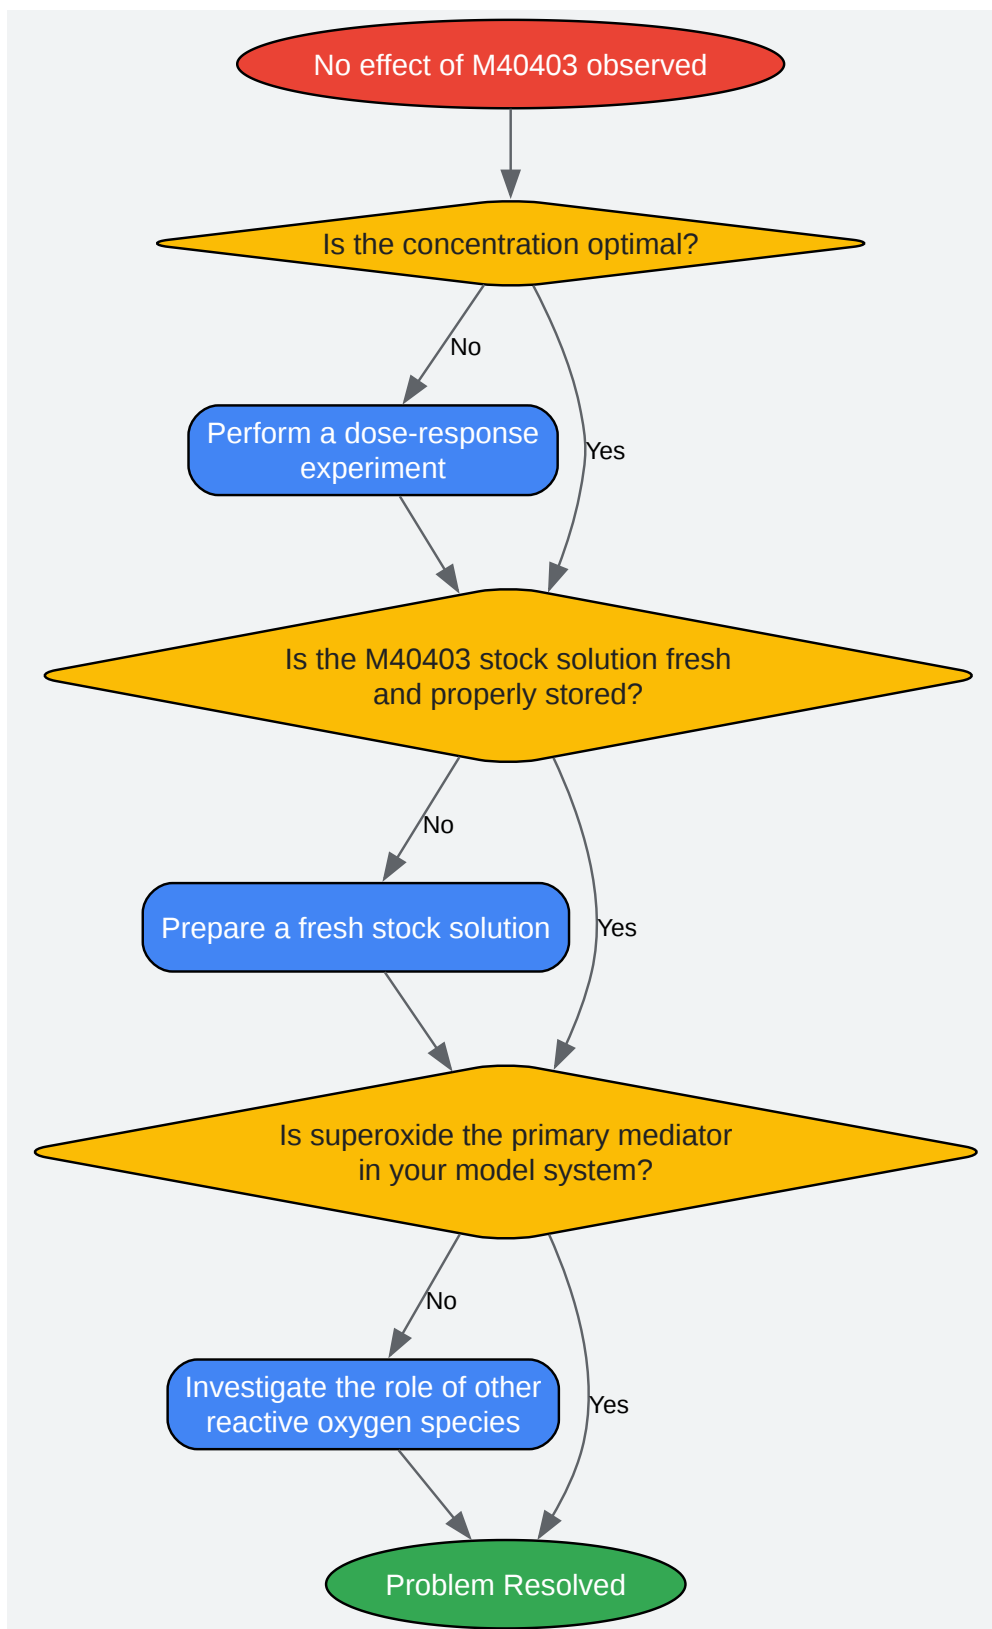 No effect of M40403 observed
Is the concentration optimal?
No
Perform a dose-response
experiment
Yes
Is the M40403 stock solution fresh
and properly stored?
No
Prepare a fresh stock solution
Yes
Is superoxide the primary mediator
in your model system?
No
Investigate the role of other
reactive oxygen species
Yes
Problem Resolved